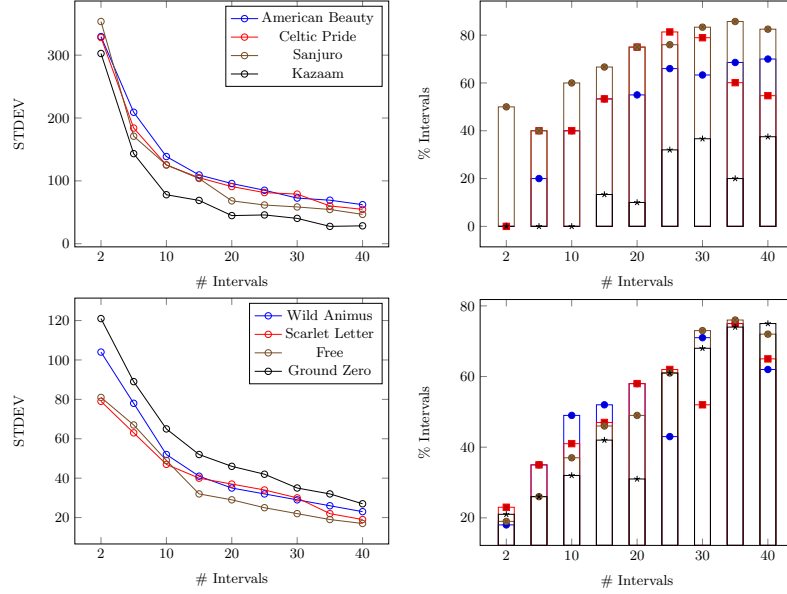 American Beauty
Celtic Pride
Sanjuro
Kazaam
STDEV
300
200
100
0
2
10
20
30
40
# Intervals
% Intervals
80
60
40
20
0
2
10
20
30
40
# Intervals
Wild Animus
Scarlet Letter
Free
Ground Zero
STDEV
120
100
80
60
40
20
2
10
20
30
40
# Intervals
% Intervals
80
60
40
20
2
10
20
30
40
# Intervals